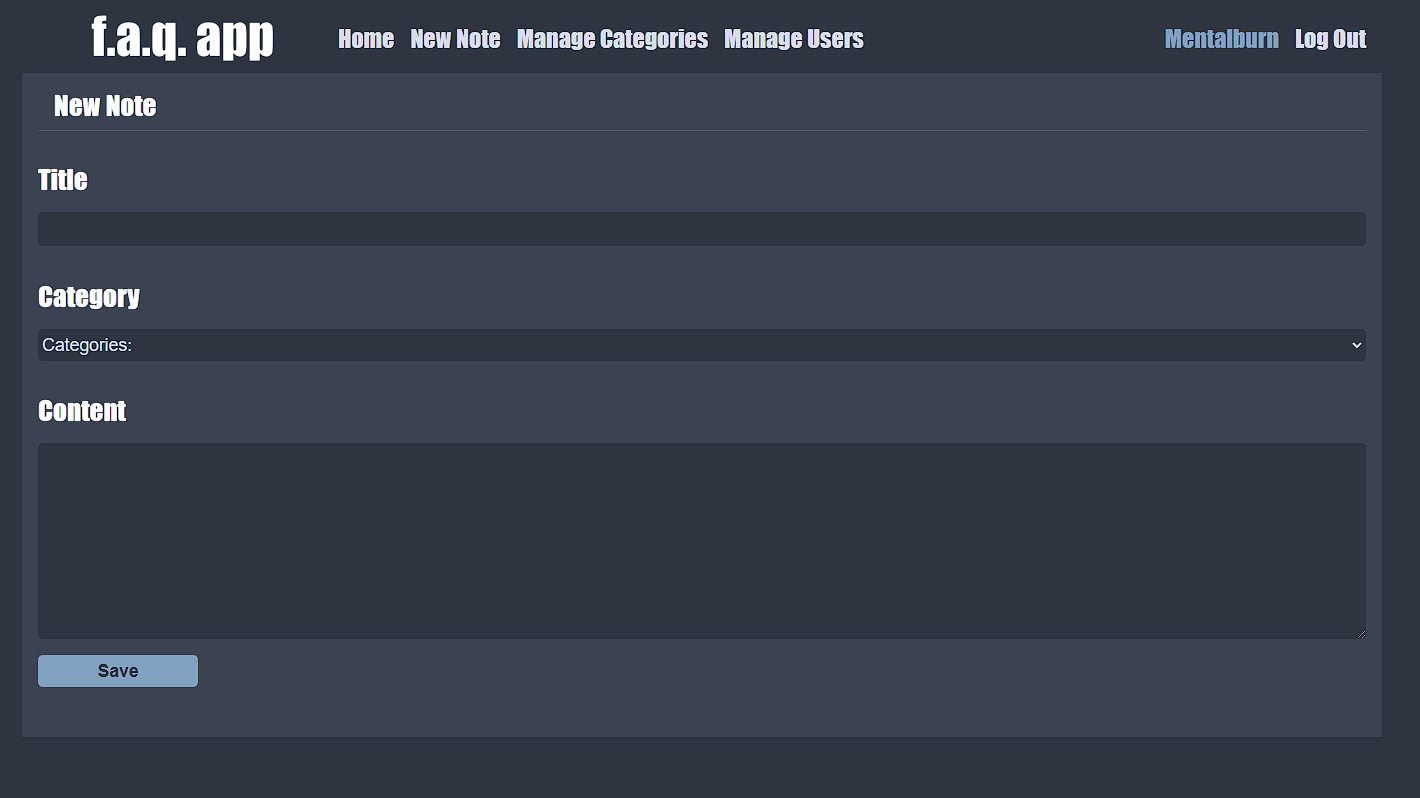 f.a.q. app Home New Note Manage Categories Manage Users Mentalburn Log Out
New Note
Title
Category
Categories:
Content
Save